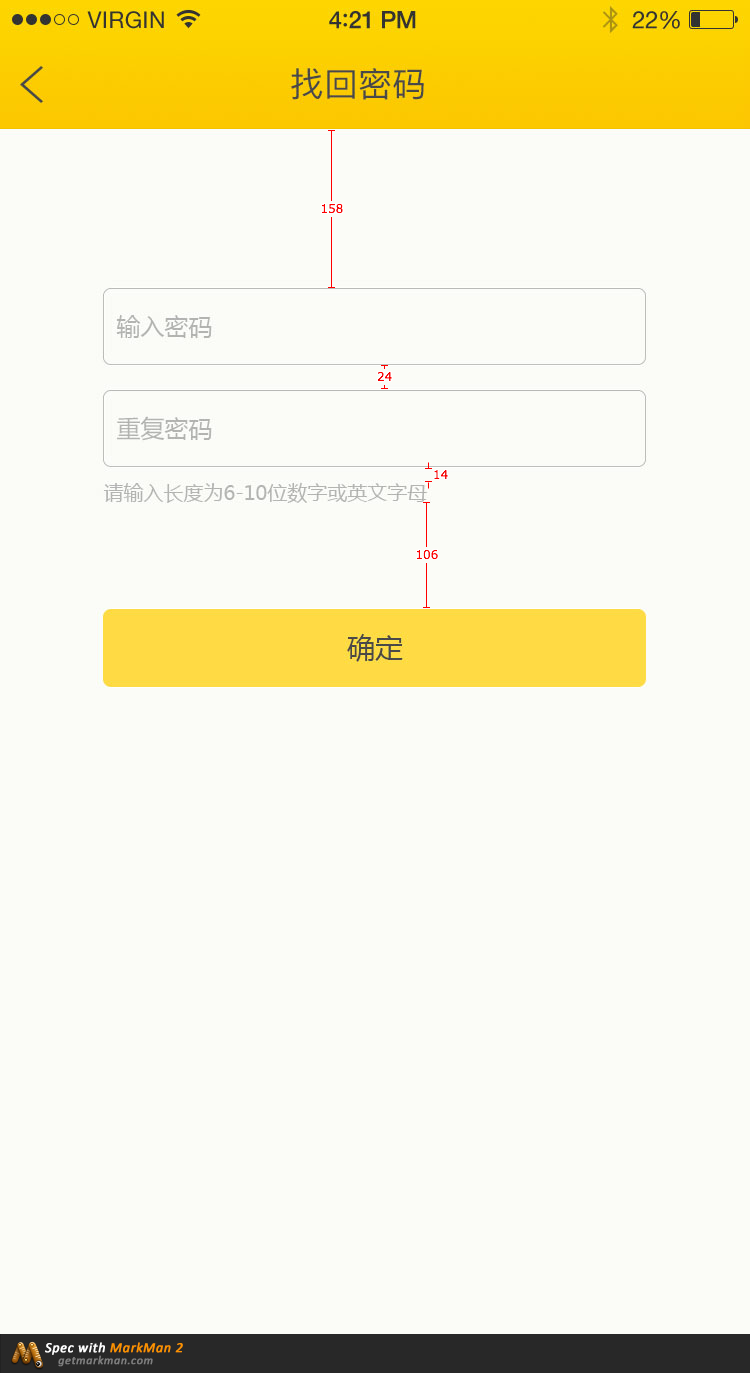 VIRGIN 4:21 PM 22%
找回密码
158
输入密码
24
重复密码
14
请输入长度为6-10位数字或英文字母
106
确定
Spec with MarkMan 2
getmarkman.com